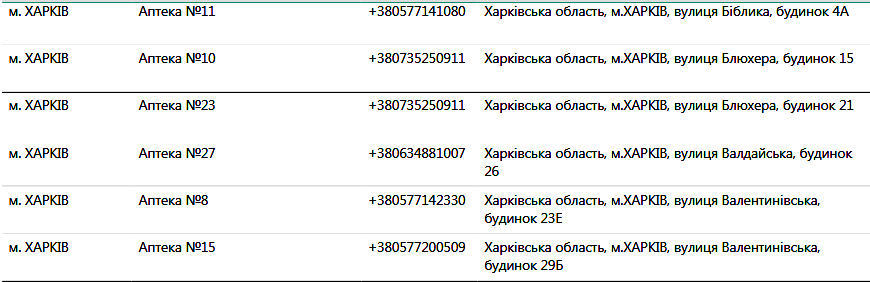 м. ХАРКІВ Аптека №11 +380577141080 Харківська область, м.ХАРКІВ, вулиця Біблика, будинок 4А
м. ХАРКІВ Аптека №10 +380735250911 Харківська область, м.ХАРКІВ, вулиця Блюхера, будинок 15
м. ХАРКІВ Аптека №23 +380735250911 Харківська область, м.ХАРКІВ, вулиця Блюхера, будинок 21
м. ХАРКІВ Аптека №27 +380634881007 Харківська область, м.ХАРКІВ, вулиця Валдайська, будинок
26
м. ХАРКІВ Аптека №8 +380577142330 Харківська область, м.ХАРКІВ, вулиця Валентинівська,
будинок 23Е
м. ХАРКІВ Аптека №15 +380577200509 Харківська область, м.ХАРКІВ, вулиця Валентинівська,
будинок 29Б